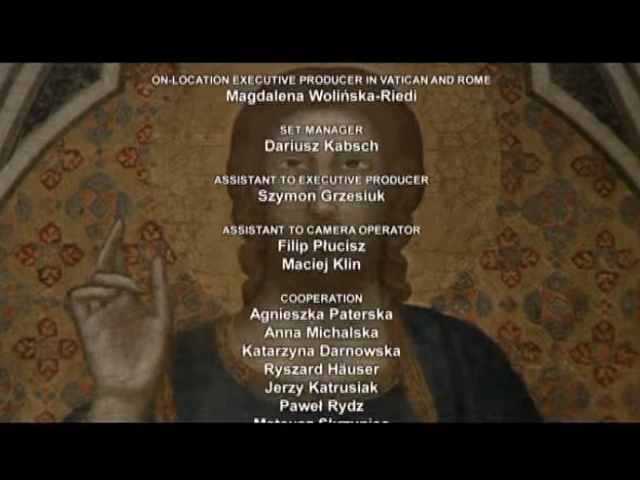 ON-LOCATION EXECUTIVE PRODUCER IN VATICAN AND ROME
Magdalena Wolińska-Riedi
SET MANAGER
Dariusz Kabsch
ASSISTANT TO EXECUTIVE PRODUCER
Szymon Grzesiuk
ASSISTANT TO CAMERA OPERATOR
Filip Płucisz
Maciej Klin
COOPERATION
Agnieszka Paterska
Anna Michalska
Katarzyna Darnowska
Ryszard Häuser
Jerzy Katrusiak
Paweł Rydz